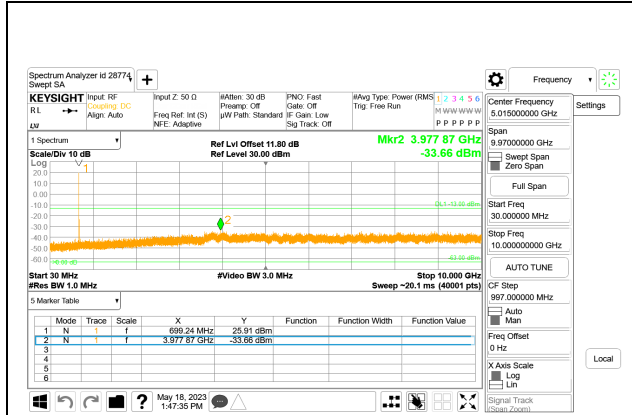 Spectrum Analyzer id 28774
Swept SA
Frequency
KEYSIGHT
RL
LXI
Input: RF
Coupling: DC
Align: Auto
Input Z: 50 Ω
Freq Ref: Int (S)
NFE: Adaptive
#Atten: 30 dB
Preamp: Off
µW Path: Standard
PNO: Fast
Gate: Off
IF Gain: Low
Sig Track: Off
#Avg Type: Power (RMS
Trig: Free Run
1 2 3 4 5 6
M W W W W W
P P P P P P
Center Frequency
5.015000000 GHz
Settings
1 Spectrum
Scale/Div 10 dB
Ref Lvl Offset 11.80 dB
Ref Level 30.00 dBm
Mkr2 3.977 87 GHz
-33.66 dBm
Span
9.97000000 GHz
Swept Span
Zero Span
Full Span
Start Freq
30.000000 MHz
Stop Freq
10.00000000 GHz
AUTO TUNE
CF Step
997.000000 MHz
Auto
Man
Freq Offset
0 Hz
X Axis Scale
Log
Lin
Signal Track
(Span Zoom)
Local
Log
1
20.0
10.0
0.00
-10.0
DL1 -13.00 dBm
-20.0
2
-30.0
-40.0
-50.0
-60.0
Start 30 MHz
#Res BW 1.0 MHz
#Video BW 3.0 MHz
Stop 10.000 GHz
Sweep ~20.1 ms (40001 pts)
5 Marker Table
Mode Trace Scale X Y Function Function Width Function Value
1 N 1 f 699.24 MHz 25.91 dBm
2 N 1 f 3.977 87 GHz -33.66 dBm
3
4
5
6
May 18, 2023
1:47:35 PM